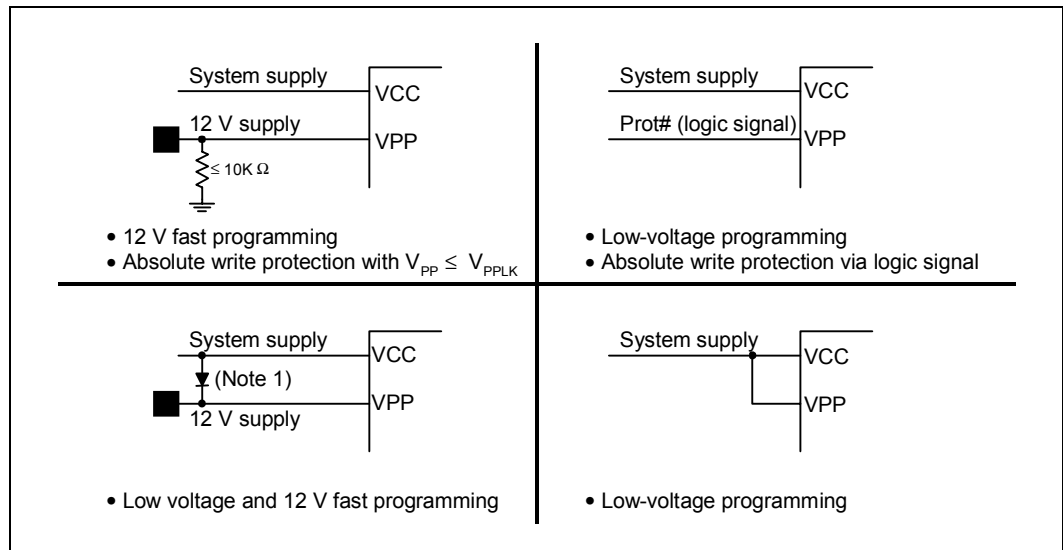 System supply
VCC
12 V supply
VPP
≤ 10K Ω
• 12 V fast programming
• Absolute write protection with VPP ≤ VPPLK
System supply
VCC
Prot# (logic signal)
VPP
• Low-voltage programming
• Absolute write protection via logic signal
System supply
VCC
(Note 1)
VPP
12 V supply
• Low voltage and 12 V fast programming
System supply
VCC
VPP
• Low-voltage programming